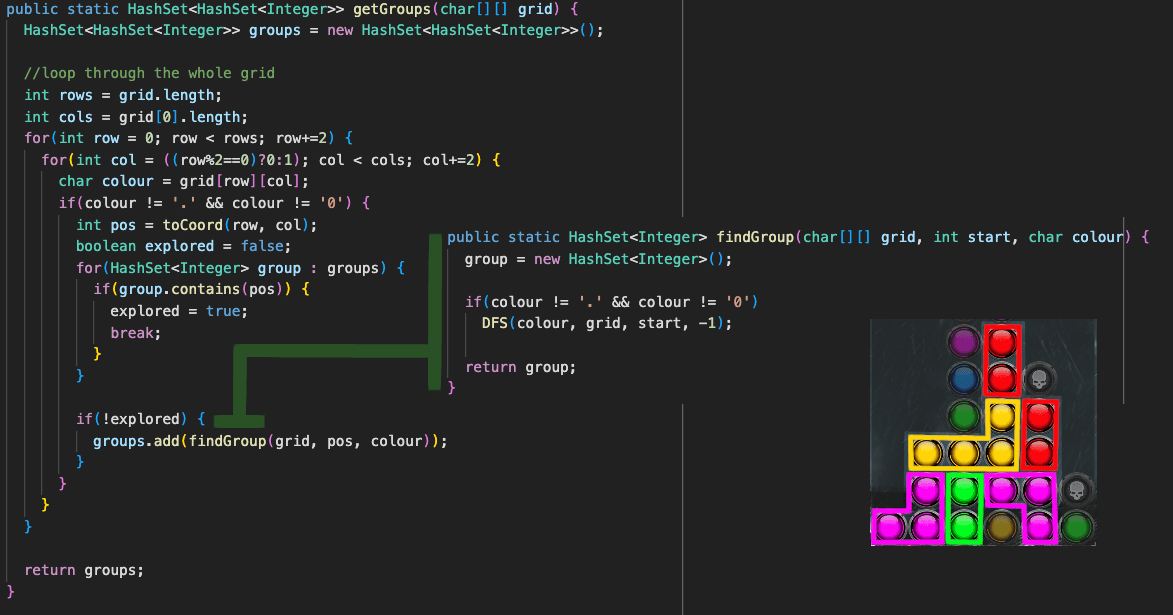 public static HashSet<HashSet<Integer>> getGroups(char[][] grid) {
HashSet<HashSet<Integer>> groups = new HashSet<HashSet<Integer>>();
//loop through the whole grid
int rows = grid.length;
int cols = grid[0].length;
for(int row = 0; row < rows; row+=2) {
for(int col = ((row%2==0)?0:1); col < cols; col+=2) {
char colour = grid[row][col];
if(colour != '.' && colour != '0') {
int pos = toCoord(row, col);
boolean explored = false;
for(HashSet<Integer> group : groups) {
if(group.contains(pos)) {
explored = true;
break;
}
}
if(!explored) {
groups.add(findGroup(grid, pos, colour));
}
}
}
}
return groups;
}
public static HashSet<Integer> findGroup(char[][] grid, int start, char colour) {
group = new HashSet<Integer>();
if(colour != '.' && colour != '0')
DFS(colour, grid, start, -1);
return group;
}